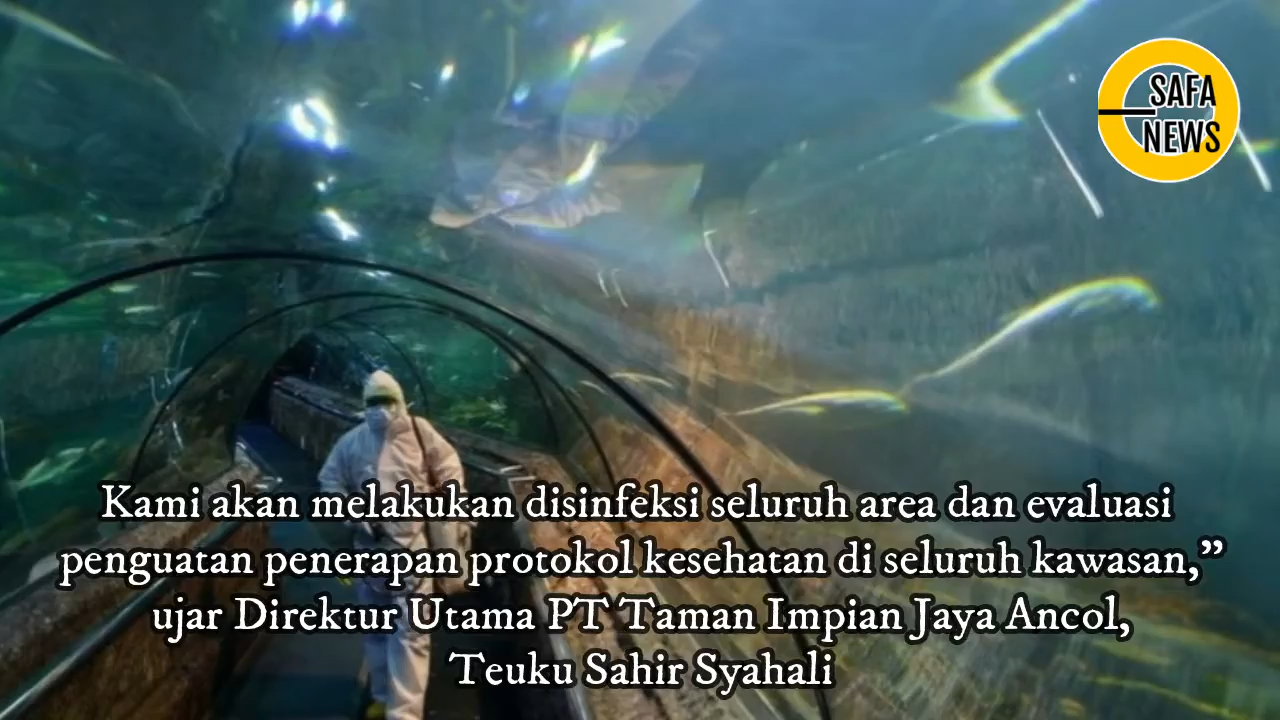 SAFA
NEWS
Kami akan melakukan disinfeksi seluruh area dan evaluasi
penguatan penerapan protokol kesehatan di seluruh kawasan,”
ujar Direktur Utama PT Taman Impian Jaya Ancol,
Teuku Sahir Syahali